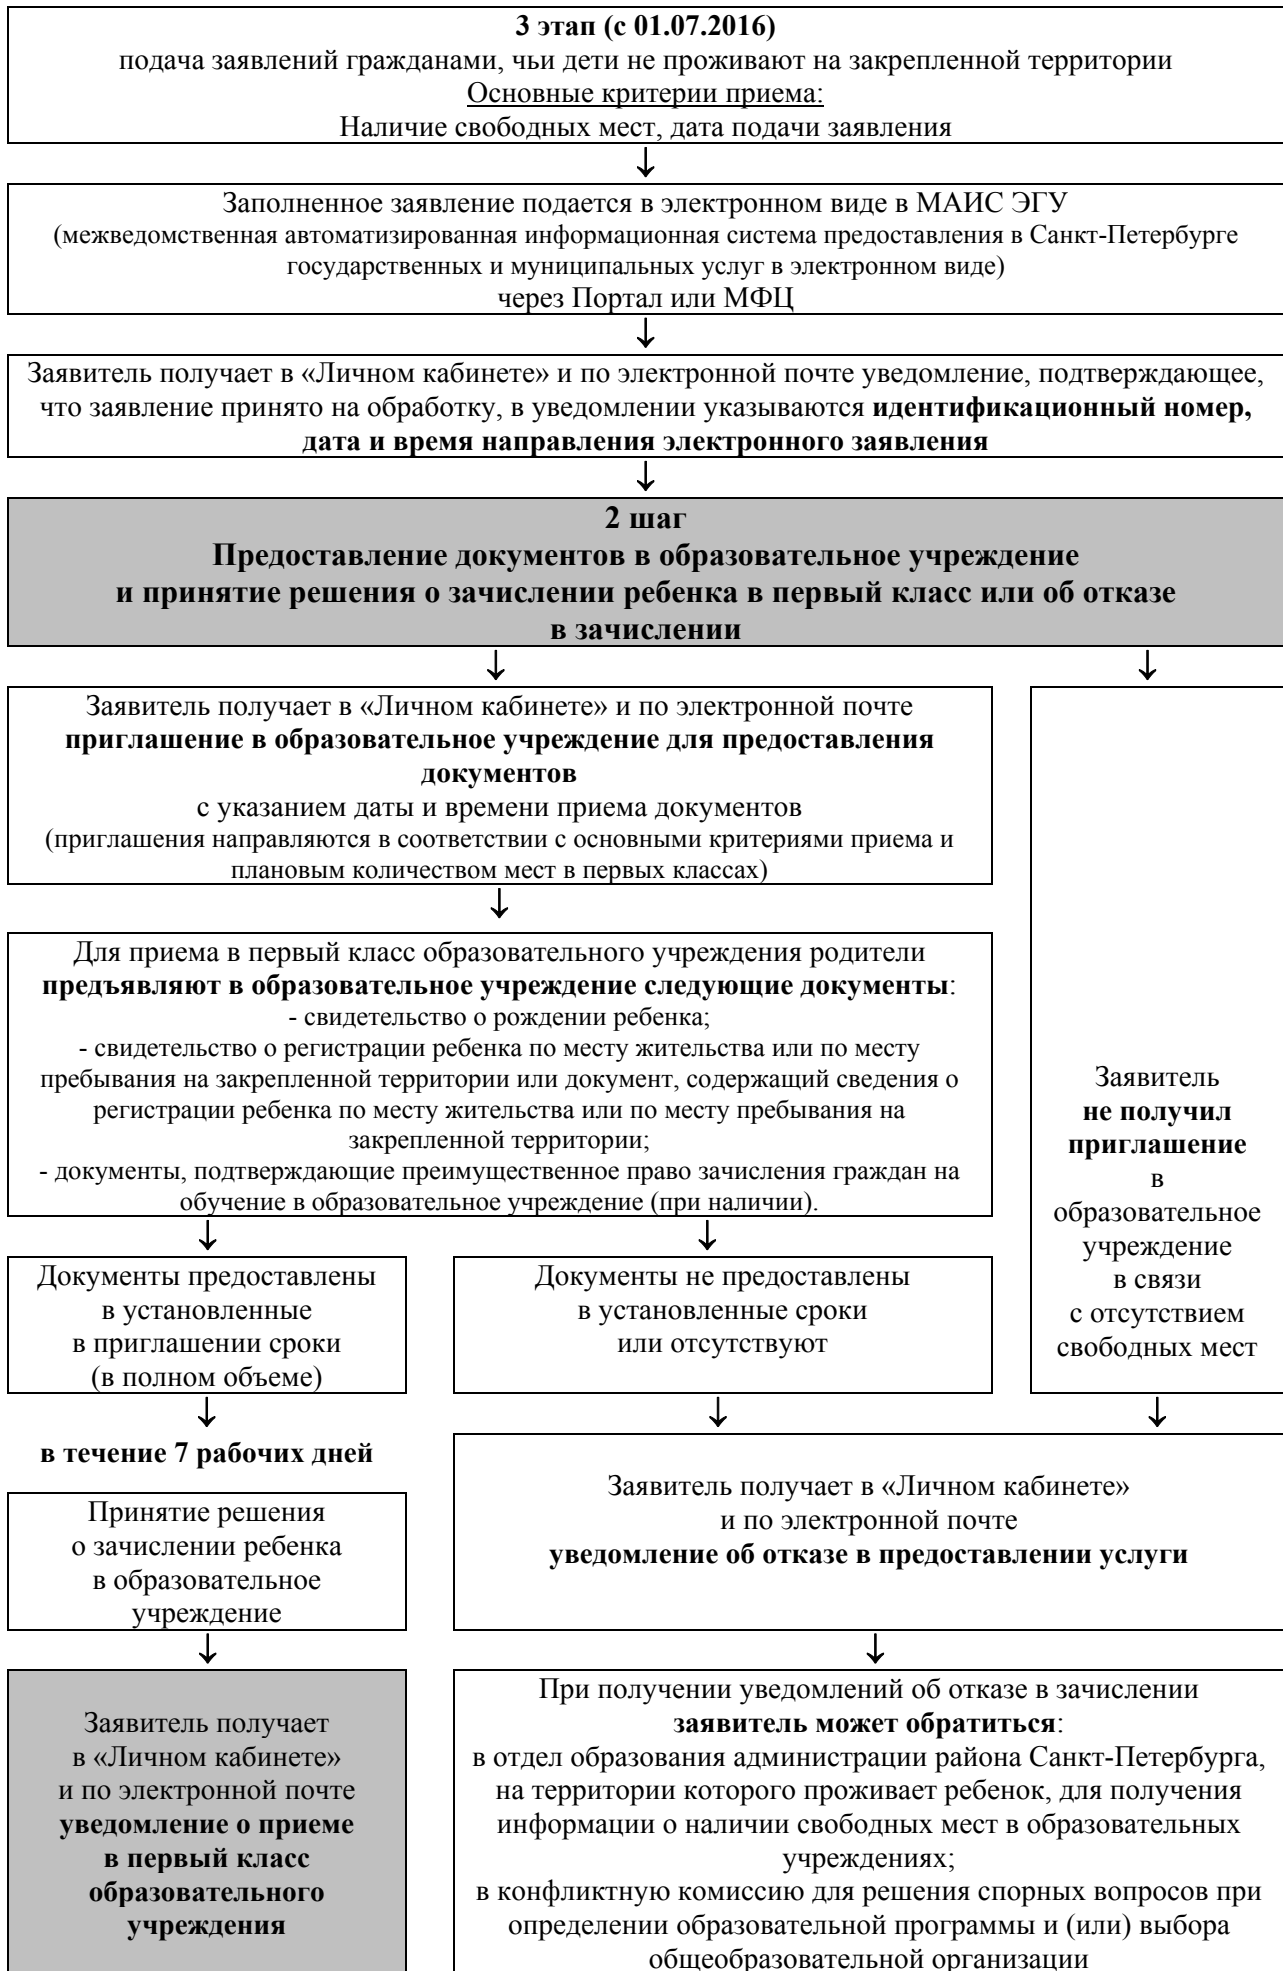 3 этап (с 01.07.2016)
подача заявлений гражданами, чьи дети не проживают на закрепленной территории
Основные критерии приема:
Наличие свободных мест, дата подачи заявления
Заполненное заявление подается в электронном виде в МАИС ЭГУ
(межведомственная автоматизированная информационная система предоставления в Санкт-Петербурге
государственных и муниципальных услуг в электронном виде)
через Портал или МФЦ
Заявитель получает в «Личном кабинете» и по электронной почте уведомление, подтверждающее,
что заявление принято на обработку, в уведомлении указываются идентификационный номер,
дата и время направления электронного заявления
2 шаг
Предоставление документов в образовательное учреждение
и принятие решения о зачислении ребенка в первый класс или об отказе
в зачислении
Заявитель получает в «Личном кабинете» и по электронной почте
приглашение в образовательное учреждение для предоставления
документов
с указанием даты и времени приема документов
(приглашения направляются в соответствии с основными критериями приема и
плановым количеством мест в первых классах)
Для приема в первый класс образовательного учреждения родители
предъявляют в образовательное учреждение следующие документы:
- свидетельство о рождении ребенка;
- свидетельство о регистрации ребенка по месту жительства или по месту
пребывания на закрепленной территории или документ, содержащий сведения о
регистрации ребенка по месту жительства или по месту пребывания на
закрепленной территории;
- документы, подтверждающие преимущественное право зачисления граждан на
обучение в образовательное учреждение (при наличии).
Заявитель
не получил
приглашение
в
образовательное
учреждение
в связи
с отсутствием
свободных мест
Документы предоставлены
в установленные
в приглашении сроки
(в полном объеме)
Документы не предоставлены
в установленные сроки
или отсутствуют
в течение 7 рабочих дней
Принятие решения
о зачислении ребенка
в образовательное
учреждение
Заявитель получает в «Личном кабинете»
и по электронной почте
уведомление об отказе в предоставлении услуги
Заявитель получает
в «Личном кабинете»
и по электронной почте
уведомление о приеме
в первый класс
образовательного
учреждения
При получении уведомлений об отказе в зачислении
заявитель может обратиться:
в отдел образования администрации района Санкт-Петербурга,
на территории которого проживает ребенок, для получения
информации о наличии свободных мест в образовательных
учреждениях;
в конфликтную комиссию для решения спорных вопросов при
определении образовательной программы и (или) выбора
общеобразовательной организации